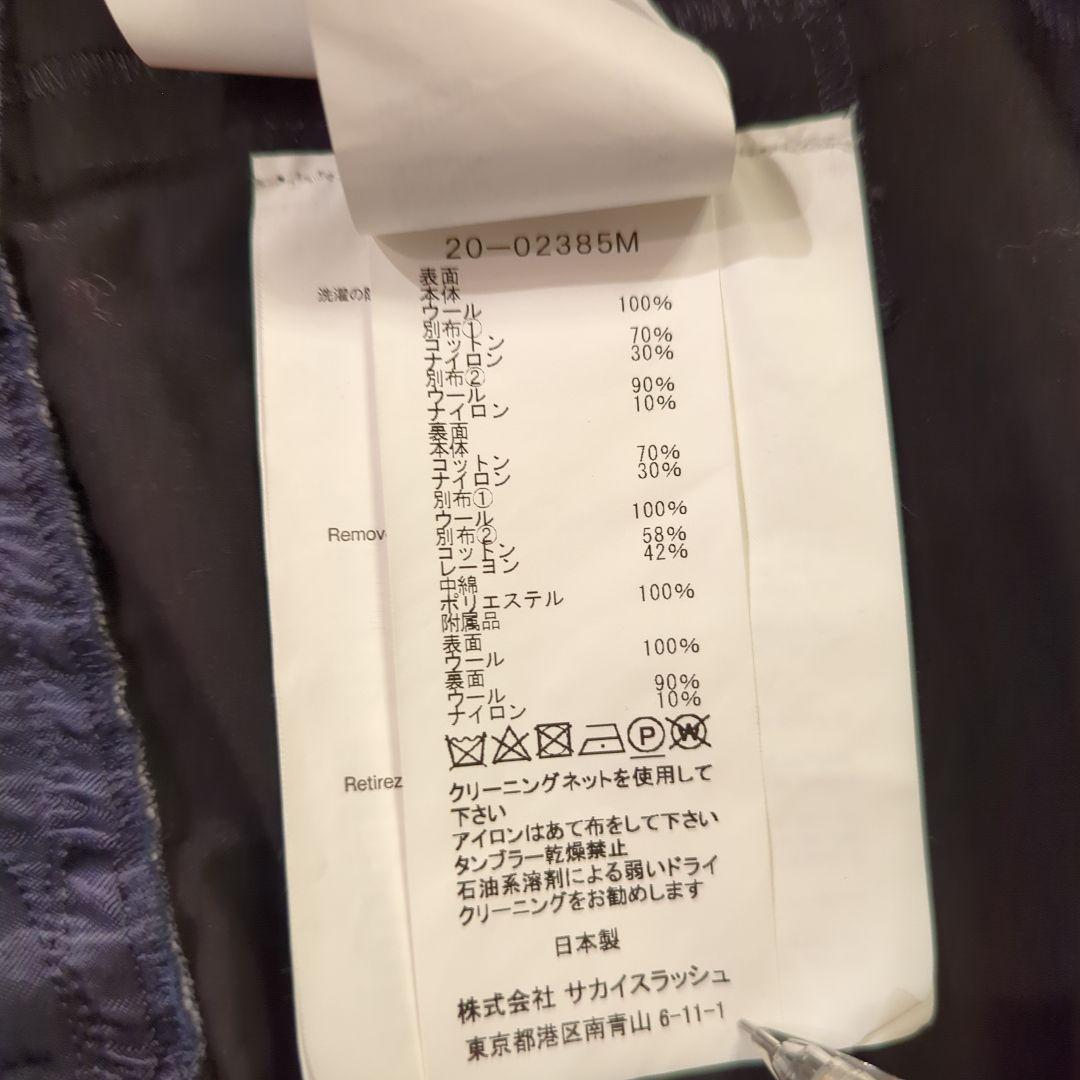 20-02385M
表面
本体
ウール 100%
別布①
コットン 70%
ナイロン 30%
別布②
ウール 90%
ナイロン 10%
裏面
本体
コットン 70%
ナイロン 30%
別布①
ウール 100%
別布②
コットン 58%
レーヨン 42%
中綿
ポリエステル 100%
附属品
表面
ウール 100%
裏面
ウール 90%
ナイロン 10%
P W
クリーニングネットを使用して
下さい
アイロンはあて布をして下さい
タンブラー乾燥禁止
石油系溶剤による弱いドライ
クリーニングをお勧めします
日本製
株式会社 サカイスラッシュ
東京都港区南青山 6-11-1
洗濯の
Remov
Retirez